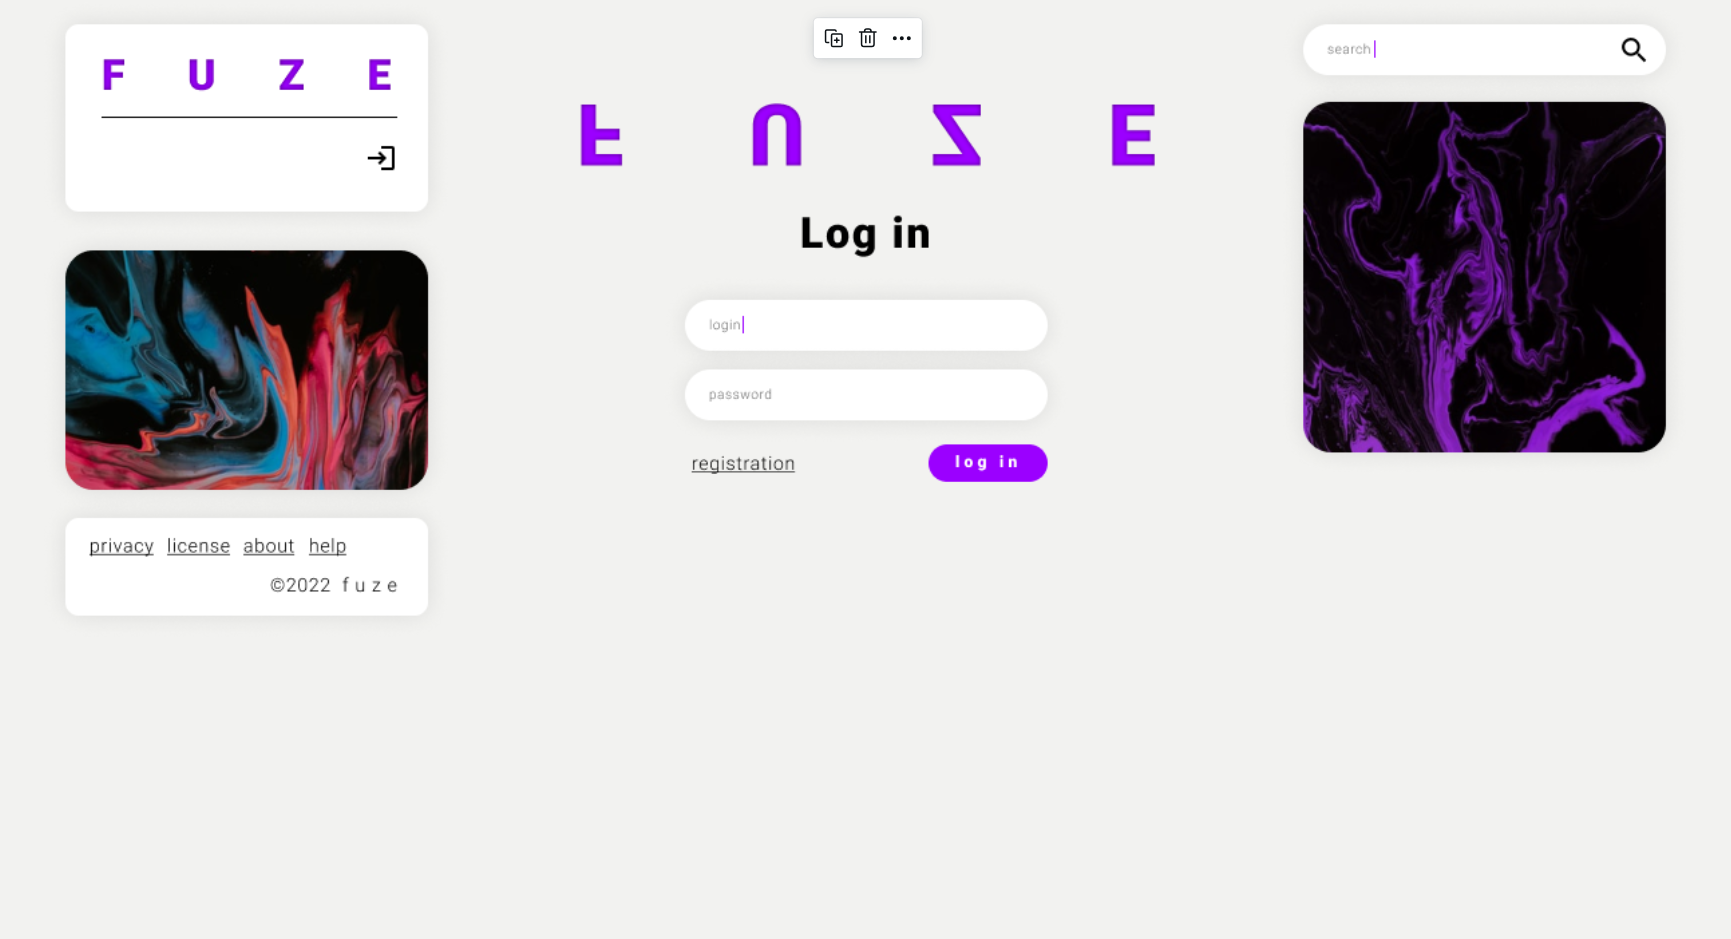 F U Z E
privacy license about help
©2022 f u z e
F U Z E
Log in
login
password
registration
log in
search